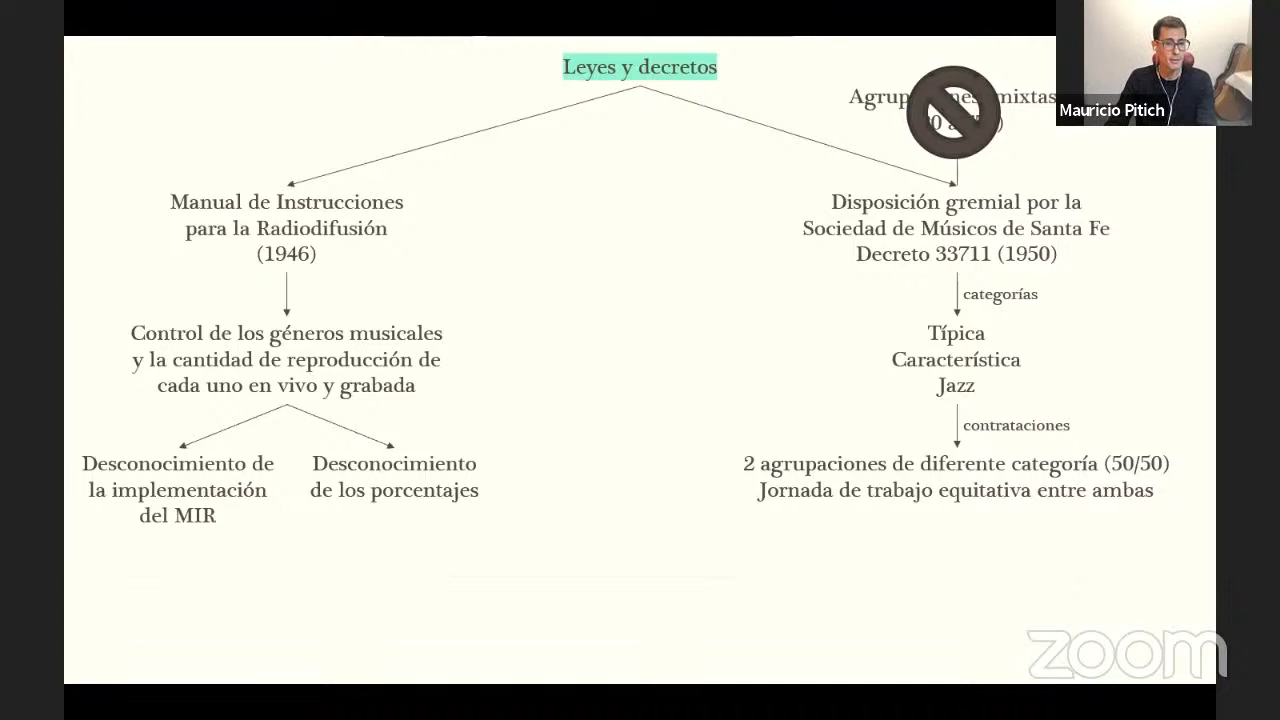 Leyes y decretos
mixtas
Mauricio Pitich
Manual de Instrucciones
para la Radiodifusión
(1946)
Disposición gremial por la
Sociedad de Músicos de Santa Fe
Decreto 33711 (1950)
categorías
Control de los géneros musicales
y la cantidad de reproducción de
cada uno en vivo y grabada
Típica
Característica
Jazz
contrataciones
Desconocimiento de
la implementación
del MIR
Desconocimiento
de los porcentajes
2 agrupaciones de diferente categoría (50/50)
Jornada de trabajo equitativa entre ambas
zoom